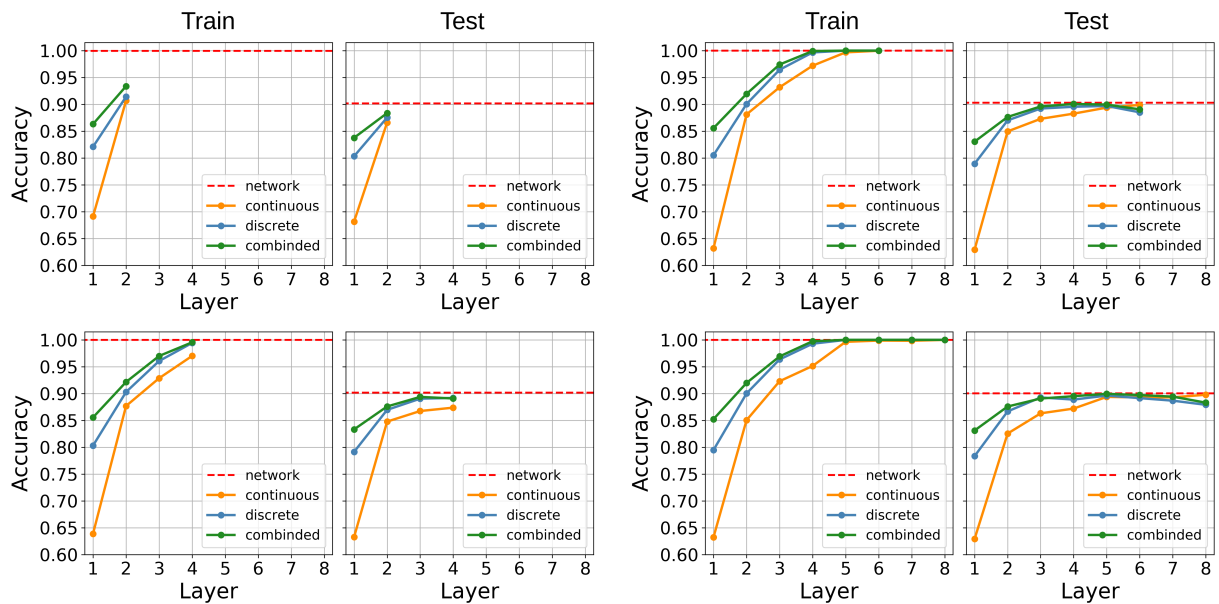 Train
Test
Train
Test
Accuracy
1.00
0.95
0.90
0.85
0.80
0.75
0.70
0.65
0.60
network
continuous
discrete
combinded
1 2 3 4 5 6 7 8
Layer
network
continuous
discrete
combinded
1 2 3 4 5 6 7 8
Layer
Accuracy
1.00
0.95
0.90
0.85
0.80
0.75
0.70
0.65
0.60
network
continuous
discrete
combinded
1 2 3 4 5 6 7 8
Layer
network
continuous
discrete
combinded
1 2 3 4 5 6 7 8
Layer
Accuracy
1.00
0.95
0.90
0.85
0.80
0.75
0.70
0.65
0.60
network
continuous
discrete
combinded
1 2 3 4 5 6 7 8
Layer
network
continuous
discrete
combinded
1 2 3 4 5 6 7 8
Layer
Accuracy
1.00
0.95
0.90
0.85
0.80
0.75
0.70
0.65
0.60
network
continuous
discrete
combinded
1 2 3 4 5 6 7 8
Layer
network
continuous
discrete
combinded
1 2 3 4 5 6 7 8
Layer